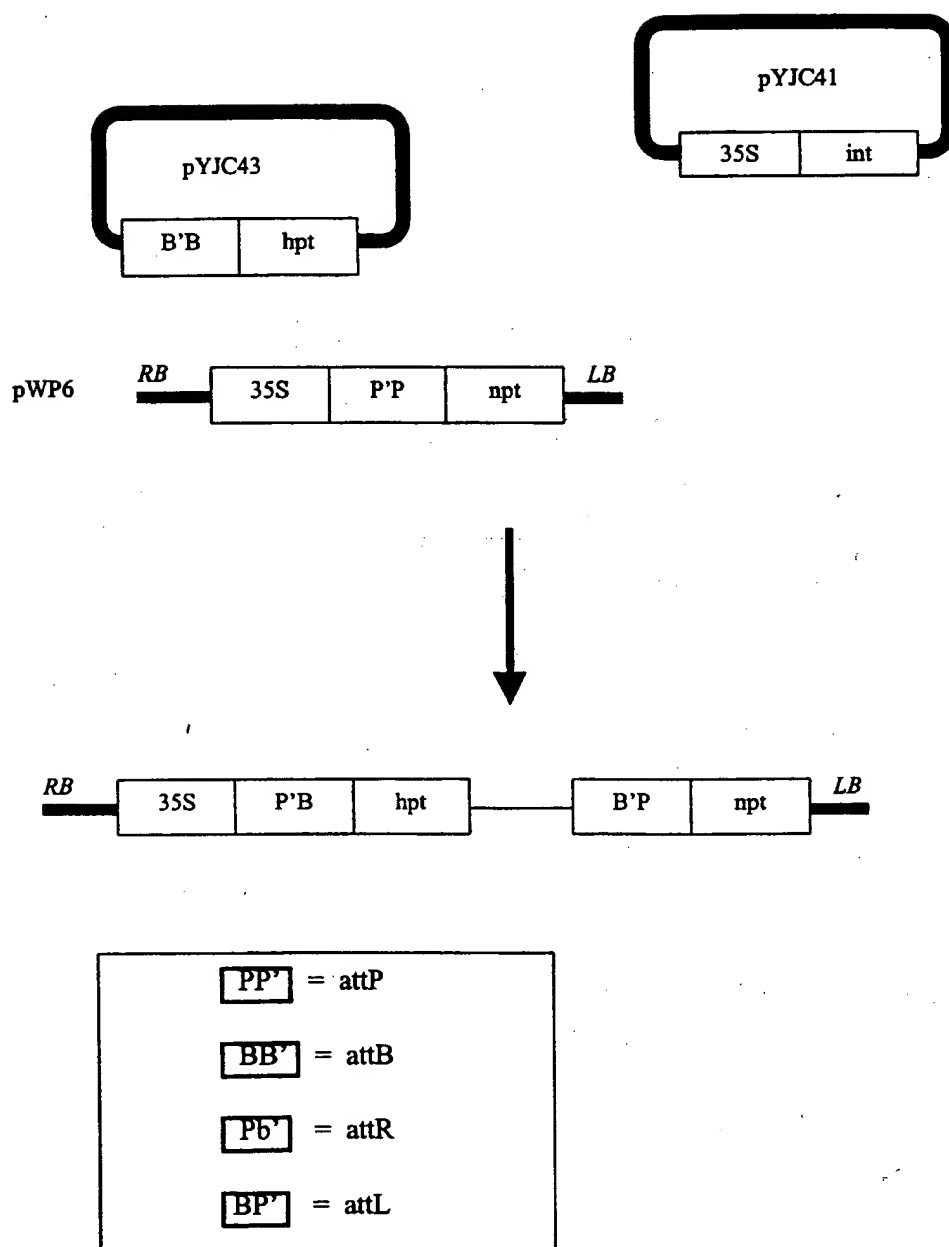 pYJC41
35S int
pYJC43
B'B hpt
pWP6 RB 35S P'P npt LB
RB 35S P'B hpt B'P npt LB
PP' = attP
BB' = attB
Pb' = attR
BP' = attL